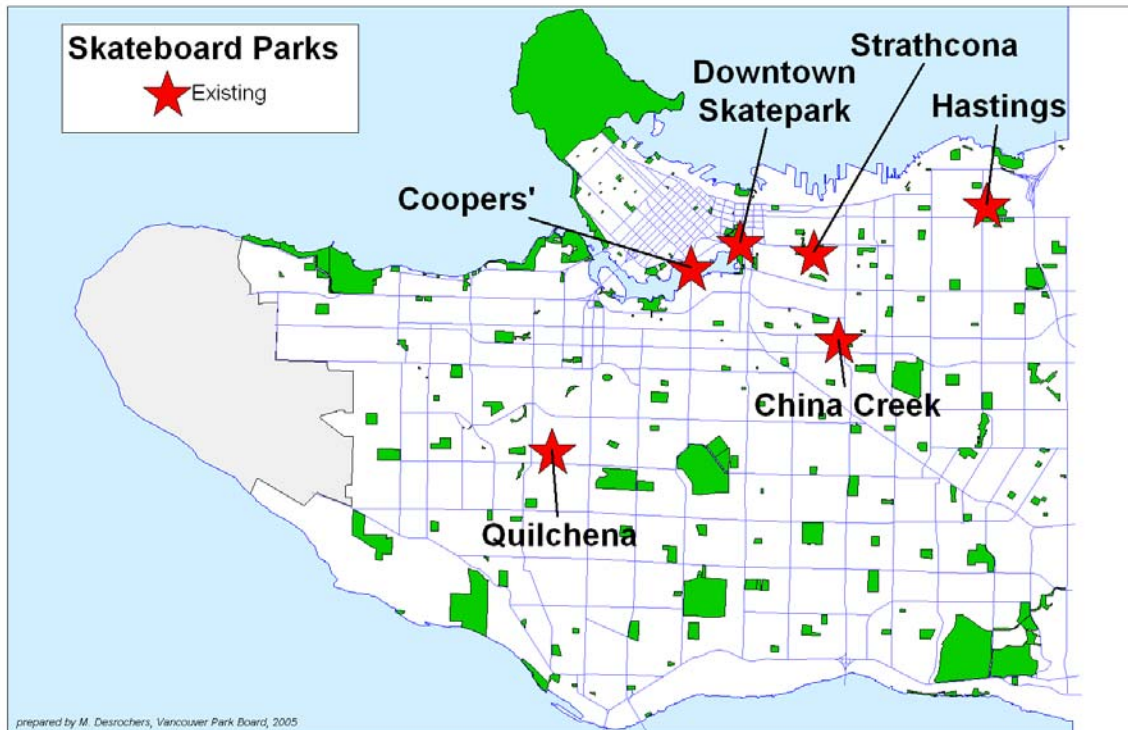 Skateboard Parks
Existing
Strathcona
Downtown
Skatepark
Hastings
Coopers'
China Creek
Quilchena
prepared by M. Desrochers, Vancouver Park Board, 2005